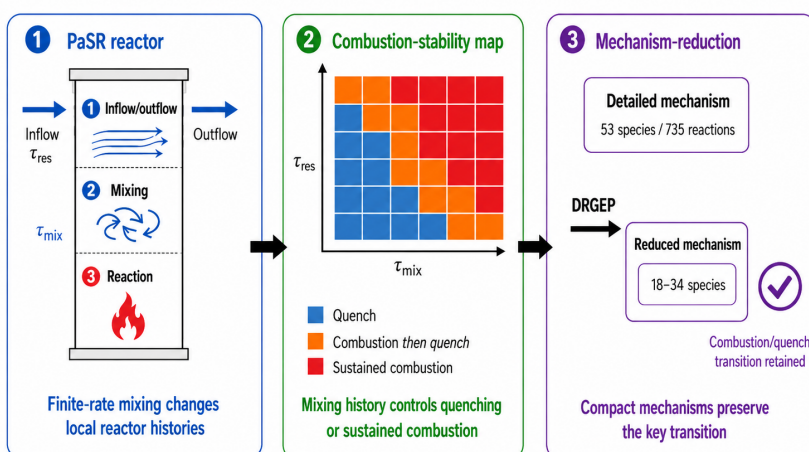 1 PaSR reactor
1 Inflow/outflow
Inflow
τres
Outflow
2 Mixing
τmix
3 Reaction
Finite-rate mixing changes
local reactor histories
2 Combustion-stability map
τres
τmix
Quench
Combustion then quench
Sustained combustion
Mixing history controls quenching
or sustained combustion
3 Mechanism-reduction
Detailed mechanism
53 species / 735 reactions
DRGEP
Reduced mechanism
18–34 species
Combustion/quench
transition retained
Compact mechanisms preserve
the key transition